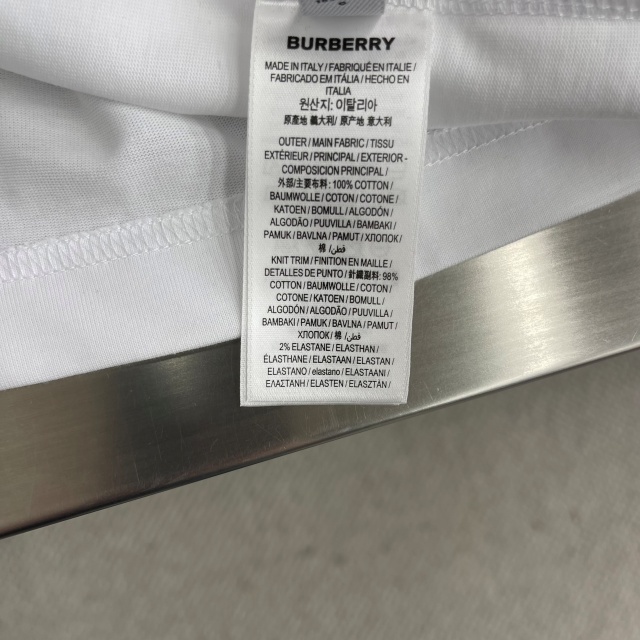 BURBERRY
MADE IN ITALY / FABRIQUÉ EN ITALIE /
FABRICADO EM ITÁLIA / HECHO EN
ITALIA
원산지: 이탈리아
原產地 義大利 / 原产地 意大利
OUTER / MAIN FABRIC / TISSU
EXTÉRIEUR / PRINCIPAL / EXTERIOR -
COMPOSICION PRINCIPAL /
外部/主要布料: 100% COTTON /
BAUMWOLLE / COTON / COTONE /
KATOEN / BOMULL / ALGODÓN /
ALGODÃO / PUUVILLA / BAMBAKI /
PAMUK / BAVLNA / PAMUT / ХЛОПОК /
棉 / قطن /
KNIT TRIM / FINITION EN MAILLE /
DETALLES DE PUNTO / 針織副料: 98%
COTTON / BAUMWOLLE / COTON /
COTONE / KATOEN / BOMULL /
ALGODÓN / ALGODÃO / PUUVILLA /
BAMBAKI / PAMUK / BAVLNA / PAMUT /
ХЛОПОК / 棉 / قطن /
2% ELASTANE / ELASTHAN /
ÉLASTHANE / ELASTAAN / ELASTAN /
ELASTANO / elastano / ELASTAANI /
ΕΛΑΣΤΑΝΗ / ELASTEN / ELASZTÁN /